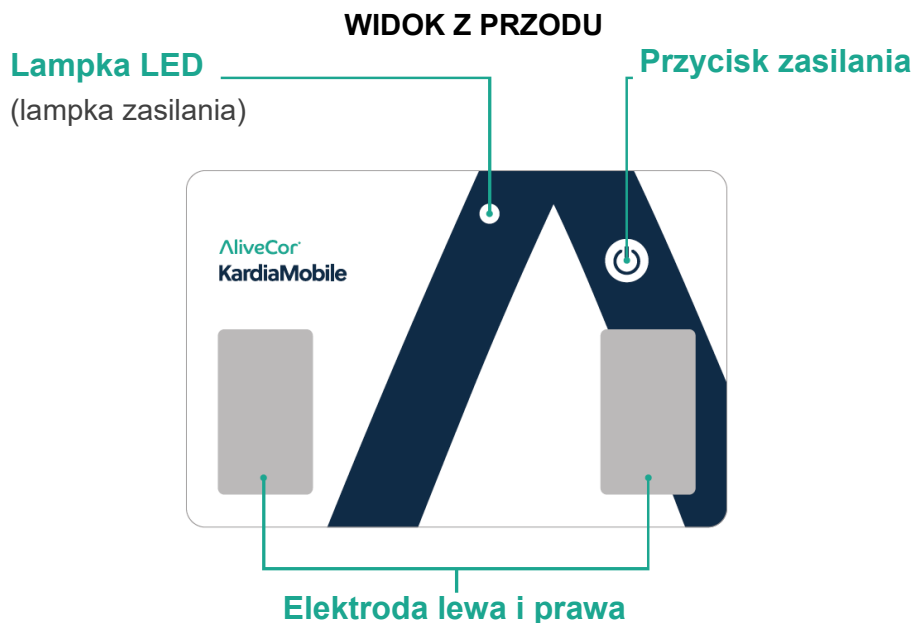 WIDOK Z PRZODU
Lampka LED
(lampka zasilania)
Przycisk zasilania
AliveCor
KardiaMobile
Elektroda lewa i prawa